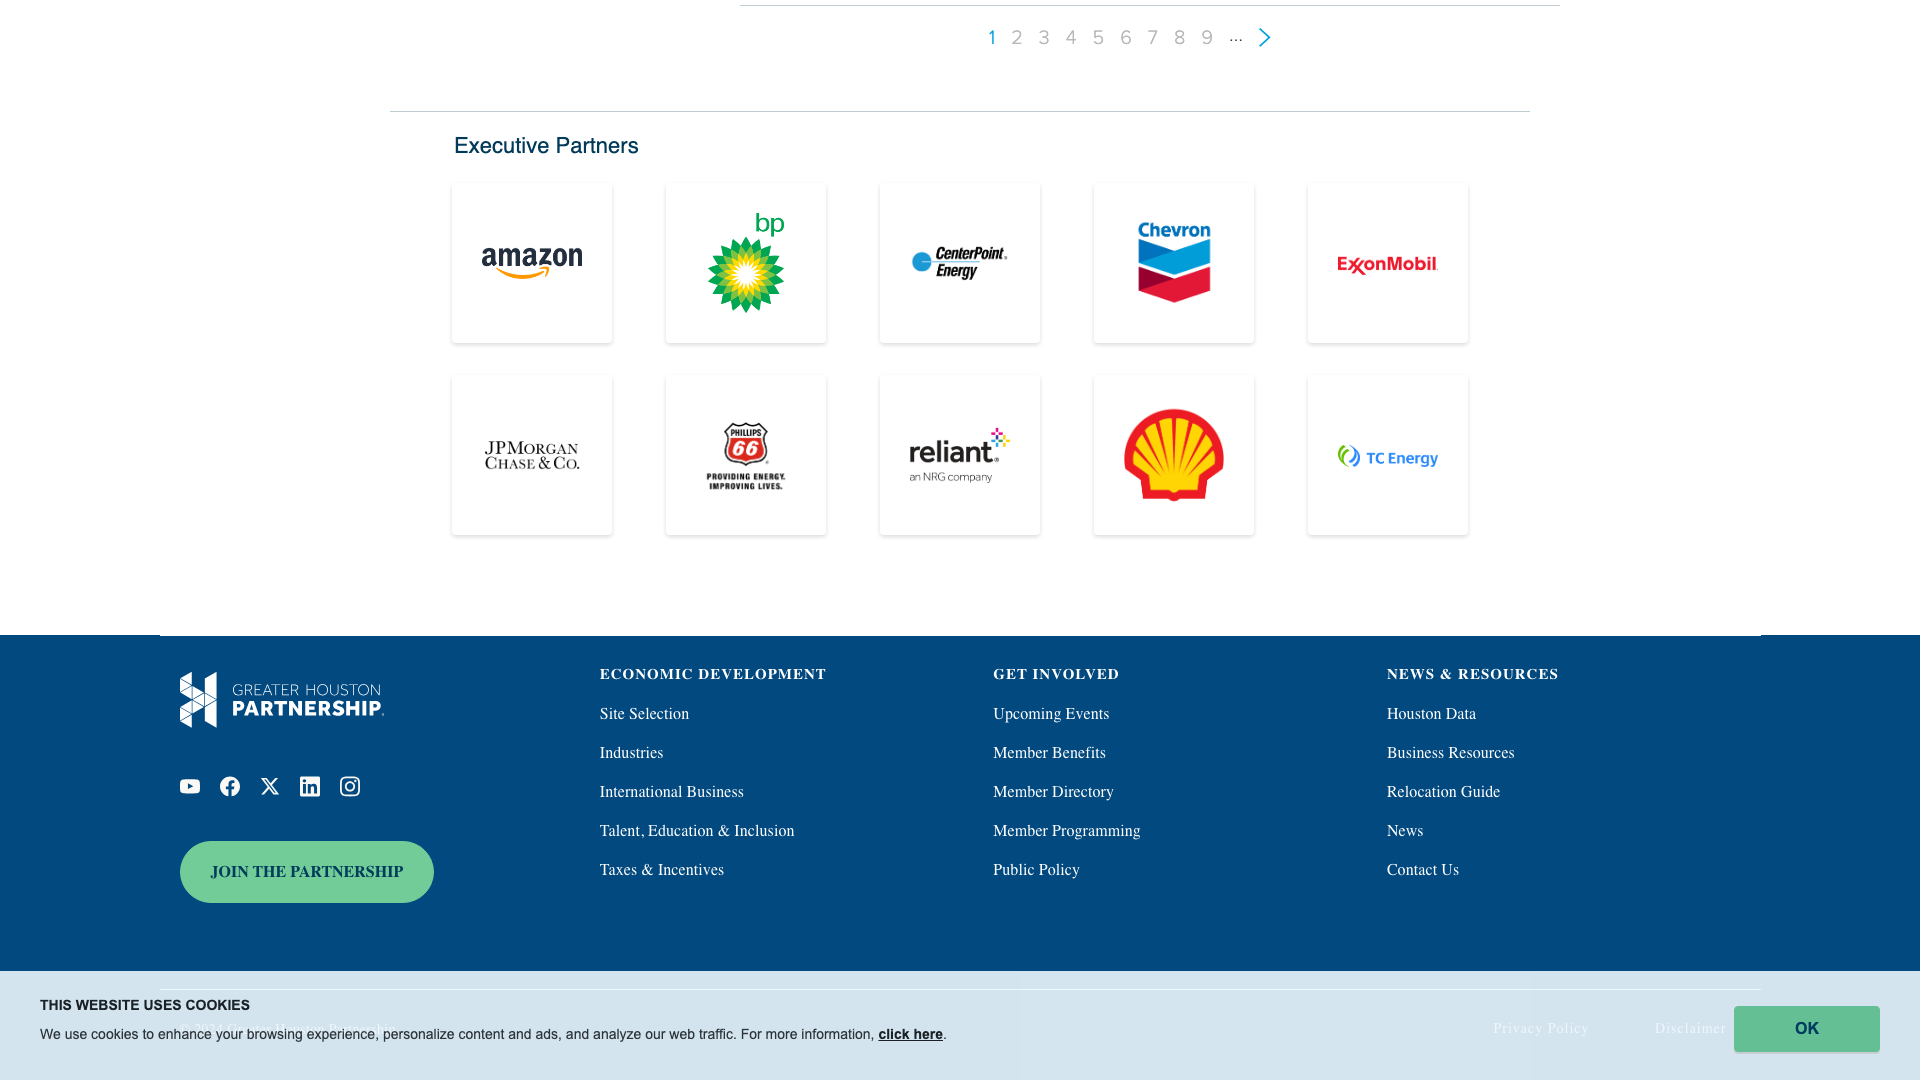 1 2 3 4 5 6 7 8 9 ...
Executive Partners
amazon
bp
CenterPoint.
Energy
Chevron
ExxonMobil
JPMORGAN
CHASE & CO.
PHILLIPS
66
PROVIDING ENERGY.
IMPROVING LIVES.
reliant
an NRG company
TC Energy
GREATER HOUSTON
PARTNERSHIP
JOIN THE PARTNERSHIP
ECONOMIC DEVELOPMENT
Site Selection
Industries
International Business
Talent, Education & Inclusion
Taxes & Incentives
GET INVOLVED
Upcoming Events
Member Benefits
Member Directory
Member Programming
Public Policy
NEWS & RESOURCES
Houston Data
Business Resources
Relocation Guide
News
Contact Us
THIS WEBSITE USES COOKIES
We use cookies to enhance your browsing experience, personalize content and ads, and analyze our web traffic. For more information, click here.
Privacy Policy
Disclaimer
OK